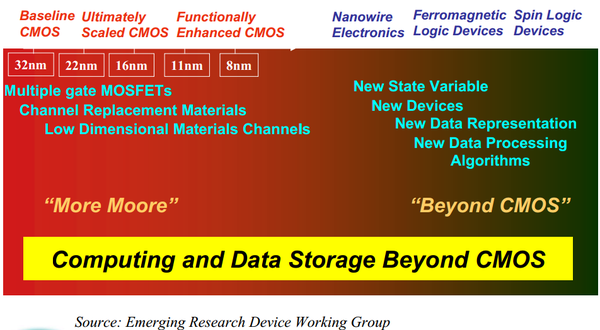 Baseline CMOS
Ultimately Scaled CMOS
Functionally Enhanced CMOS
Nanowire Electronics
Ferromagnetic Logic Devices
Spin Logic Devices
32nm 22nm 16nm 11nm 8nm
Multiple gate MOSFETs
Channel Replacement Materials
Low Dimensional Materials Channels
New State Variable
New Devices
New Data Representation
New Data Processing
Algorithms
“More Moore”
“Beyond CMOS”
Computing and Data Storage Beyond CMOS
Source: Emerging Research Device Working Group